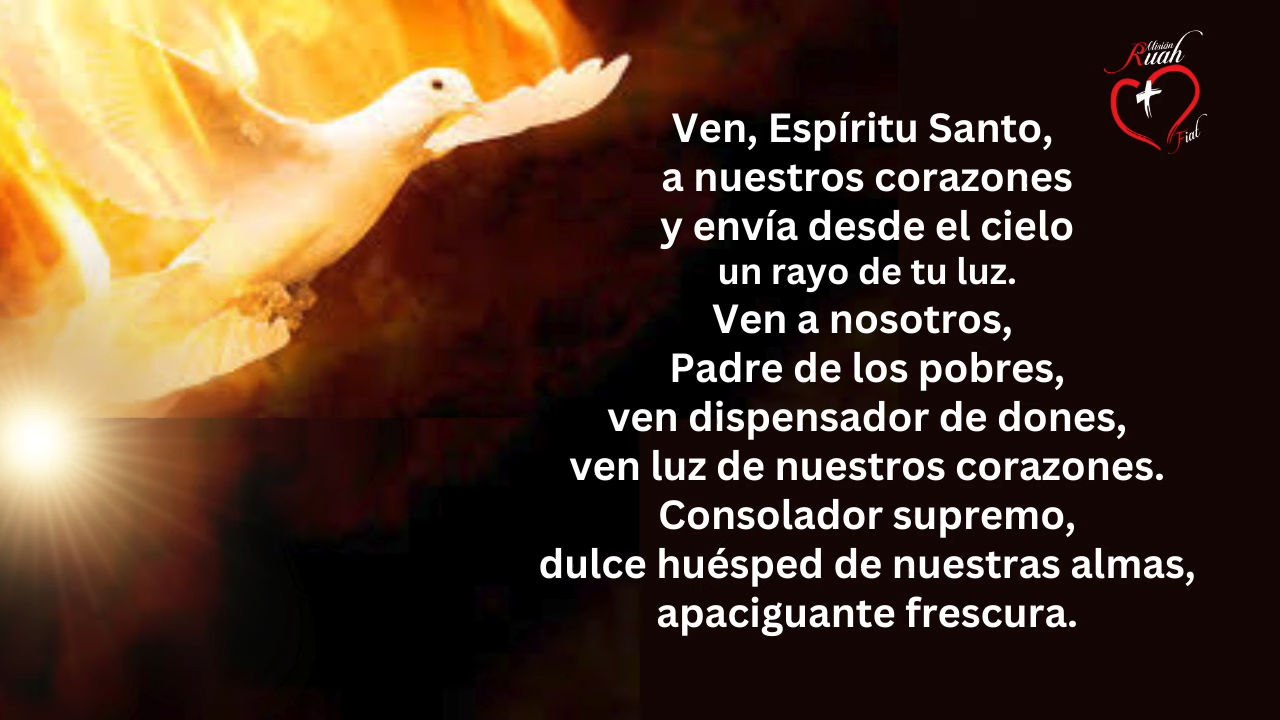 Misión
Ruah
Fiat
Ven, Espíritu Santo,
a nuestros corazones
y envía desde el cielo
un rayo de tu luz.
Ven a nosotros,
Padre de los pobres,
ven dispensador de dones,
ven luz de nuestros corazones.
Consolador supremo,
dulce huésped de nuestras almas,
apaciguante frescura.